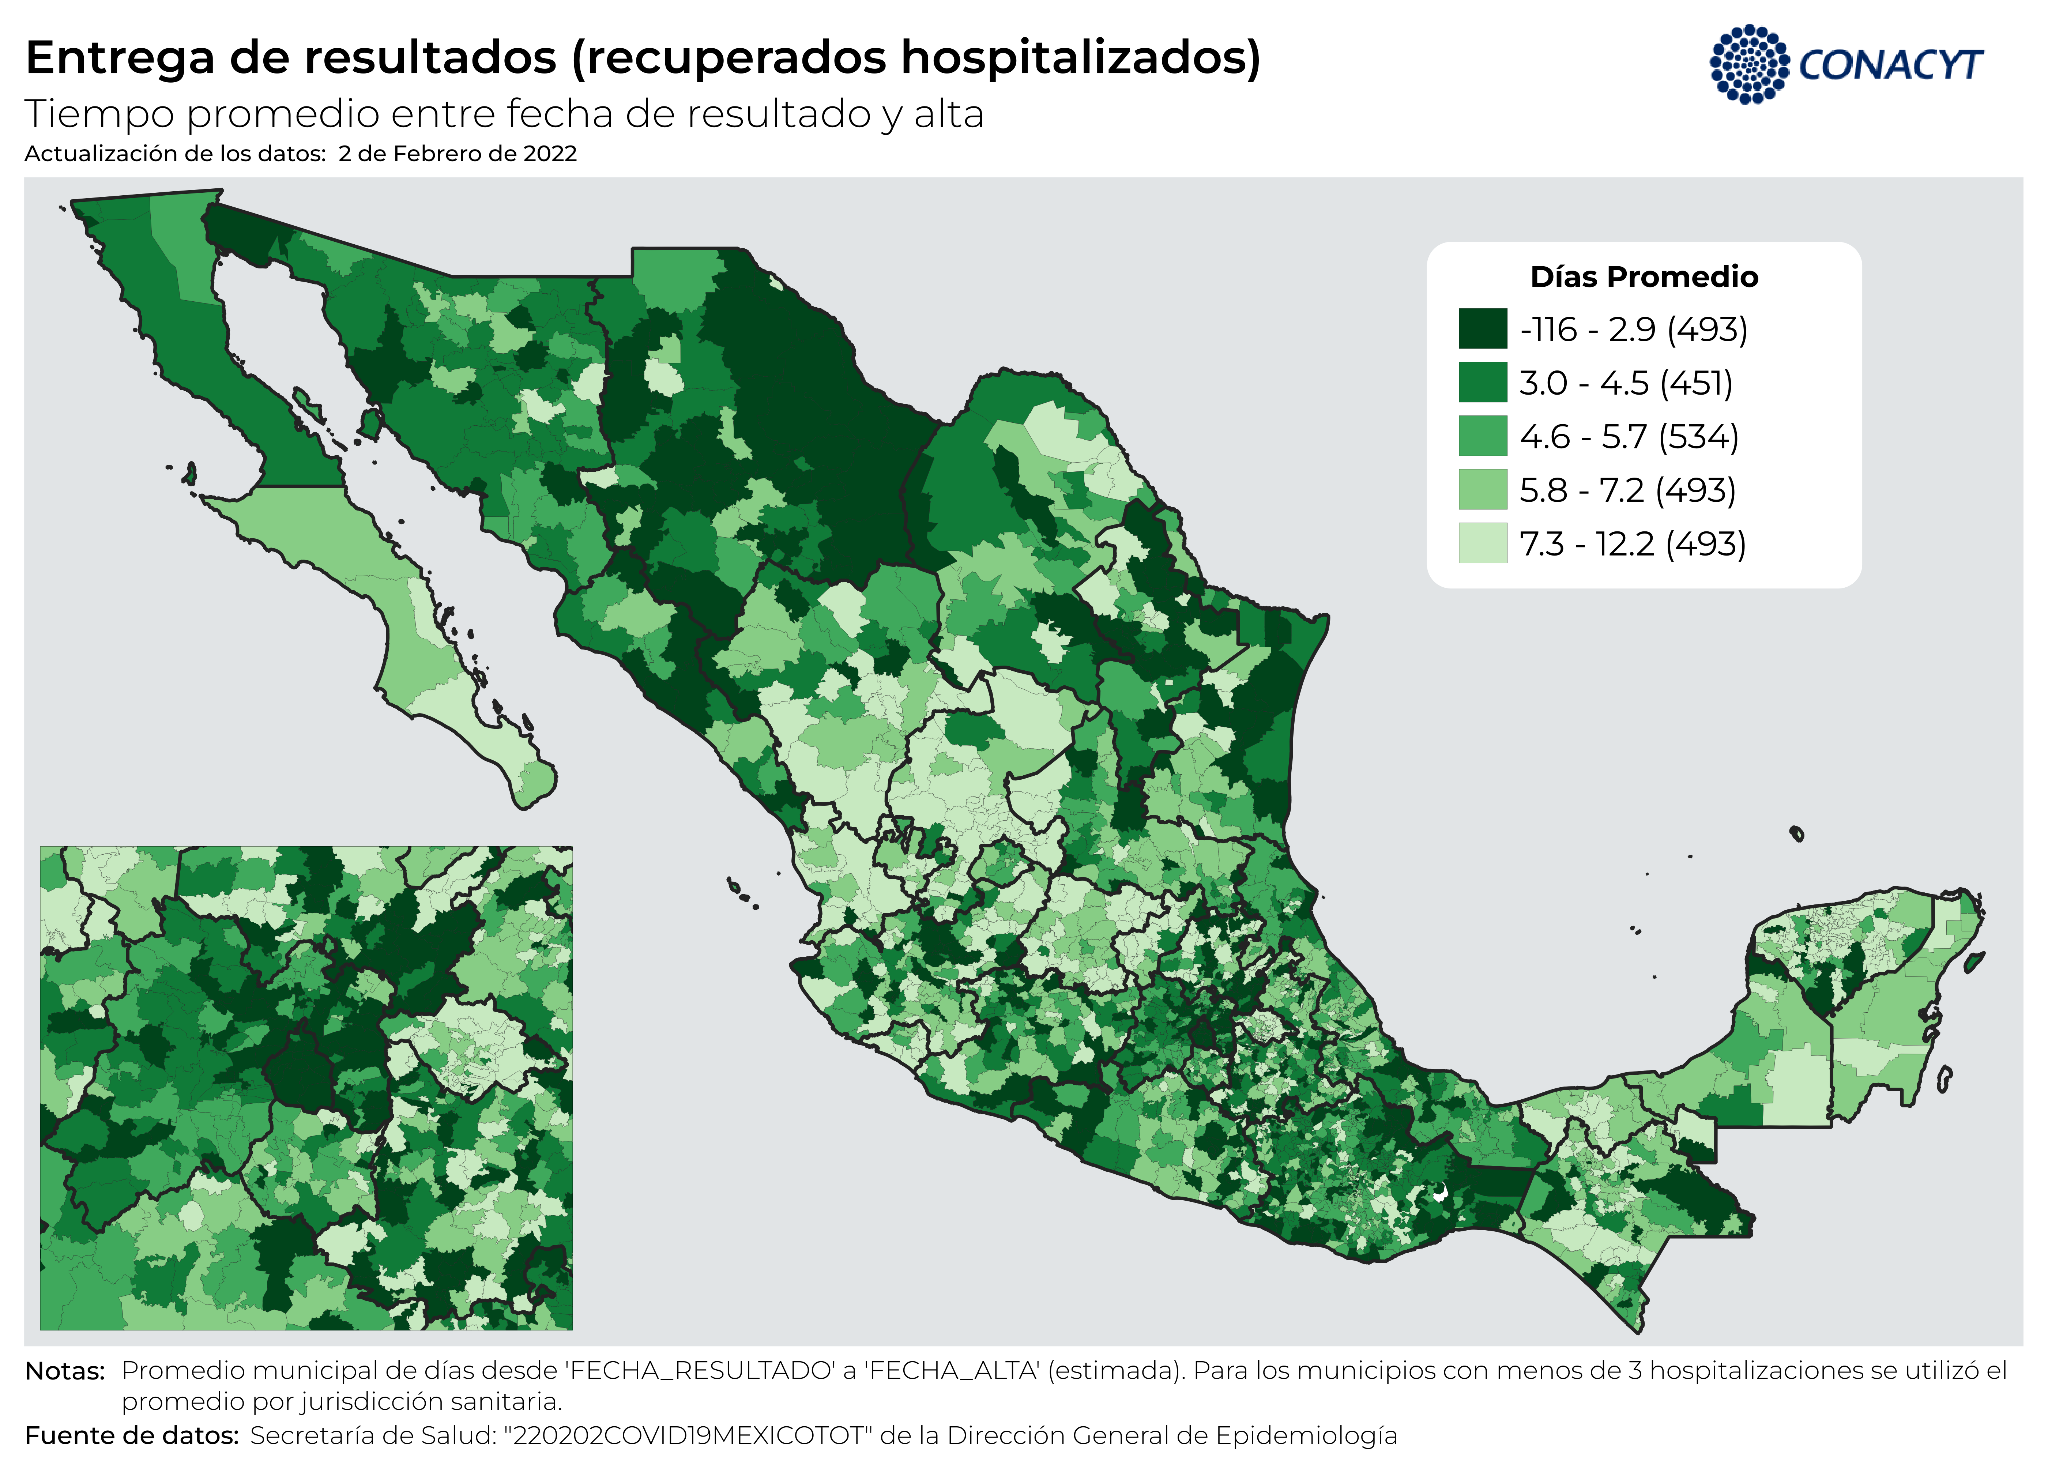 Entrega de resultados (recuperados hospitalizados)
CONACYT
Tiempo promedio entre fecha de resultado y alta
Actualización de los datos: 2 de Febrero de 2022
Días Promedio
-116 - 2.9 (493)
3.0 - 4.5 (451)
4.6 - 5.7 (534)
5.8 - 7.2 (493)
7.3 - 12.2 (493)
Notas: Promedio municipal de días desde 'FECHA_RESULTADO' a 'FECHA_ALTA' (estimada). Para los municipios con menos de 3 hospitalizaciones se utilizó el
promedio por jurisdicción sanitaria.
Fuente de datos: Secretaría de Salud: "220202COVID19MEXICOTOT" de la Dirección General de Epidemiología